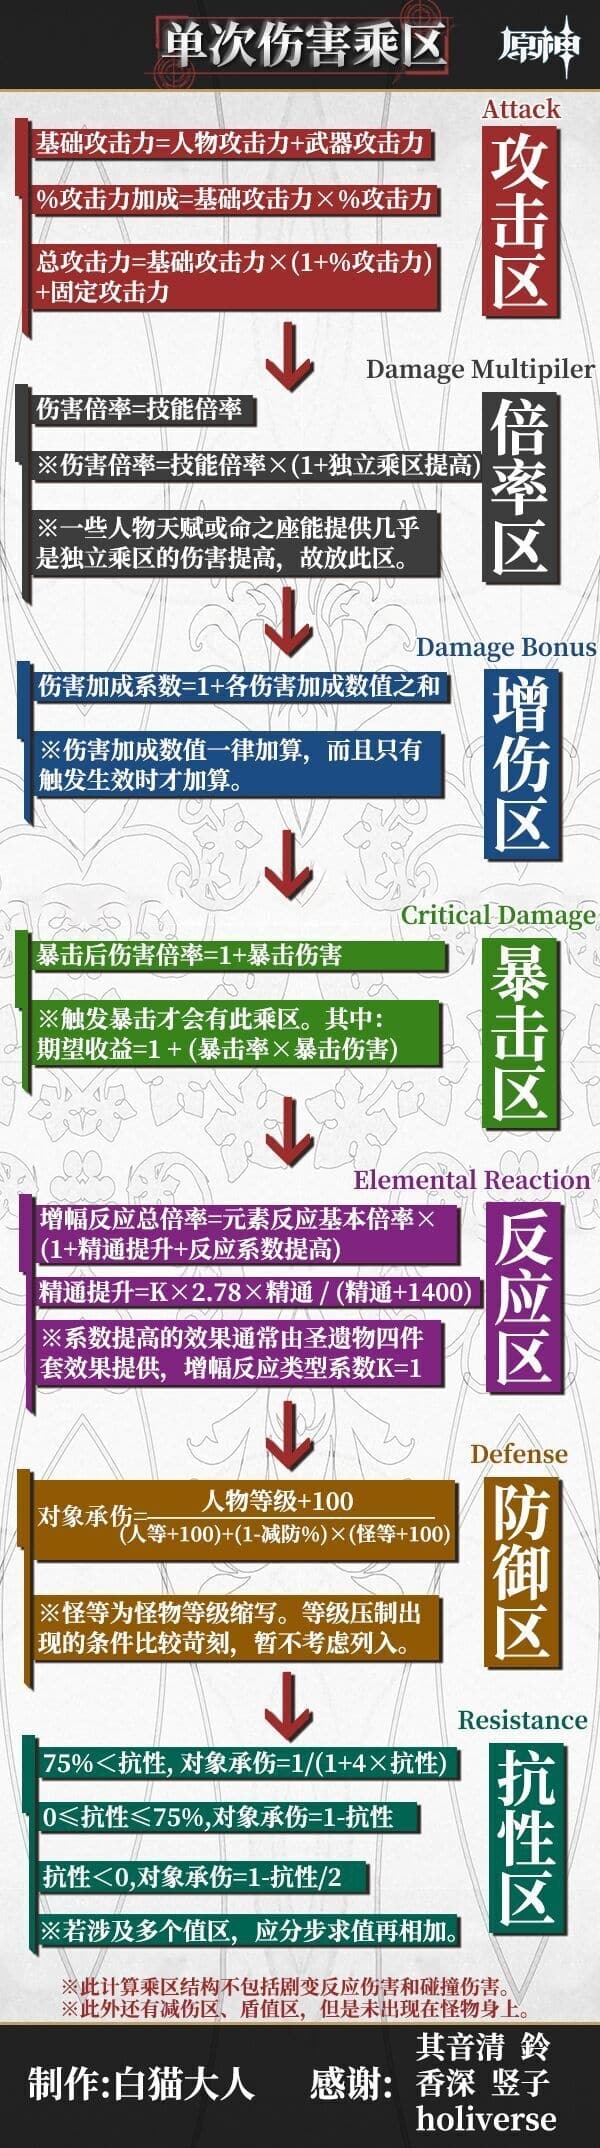 单次伤害乘区
原神
Attack
攻击区
基础攻击力=人物攻击力+武器攻击力
%攻击力加成=基础攻击力×%攻击力
总攻击力=基础攻击力×(1+%攻击力)
+固定攻击力
Damage Multipiler
倍率区
伤害倍率=技能倍率
※伤害倍率=技能倍率×(1+独立乘区提高)
※一些人物天赋或命之座能提供几乎
是独立乘区的伤害提高，故放此区。
Damage Bonus
增伤区
伤害加成系数=1+各伤害加成数值之和
※伤害加成数值一律加算，而且只有
触发生效时才加算。
Critical Damage
暴击区
暴击后伤害倍率=1+暴击伤害
※触发暴击才会有此乘区。其中：
期望收益=1 + (暴击率×暴击伤害)
Elemental Reaction
反应区
增幅反应总倍率=元素反应基本倍率×
(1+精通提升+反应系数提高)
精通提升=K×2.78×精通 / (精通+1400)
※系数提高的效果通常由圣遗物四件
套效果提供，增幅反应类型系数K=1
Defense
防御区
人物等级+100
对象承伤=
(人等+100)+(1-减防%)×(怪等+100)
※怪等为怪物等级缩写。等级压制出
现的条件比较苛刻，暂不考虑列入。
Resistance
抗性区
75%＜抗性, 对象承伤=1/(1+4×抗性)
0≤抗性≤75%,对象承伤=1-抗性
抗性＜0,对象承伤=1-抗性/2
※若涉及多个值区，应分步求值再相加。
※此计算乘区结构不包括剧变反应伤害和碰撞伤害。
※此外还有减伤区、盾值区，但是未出现在怪物身上。
制作:白猫大人
感谢:
其音清 鈴
香深 竖子
holiverse